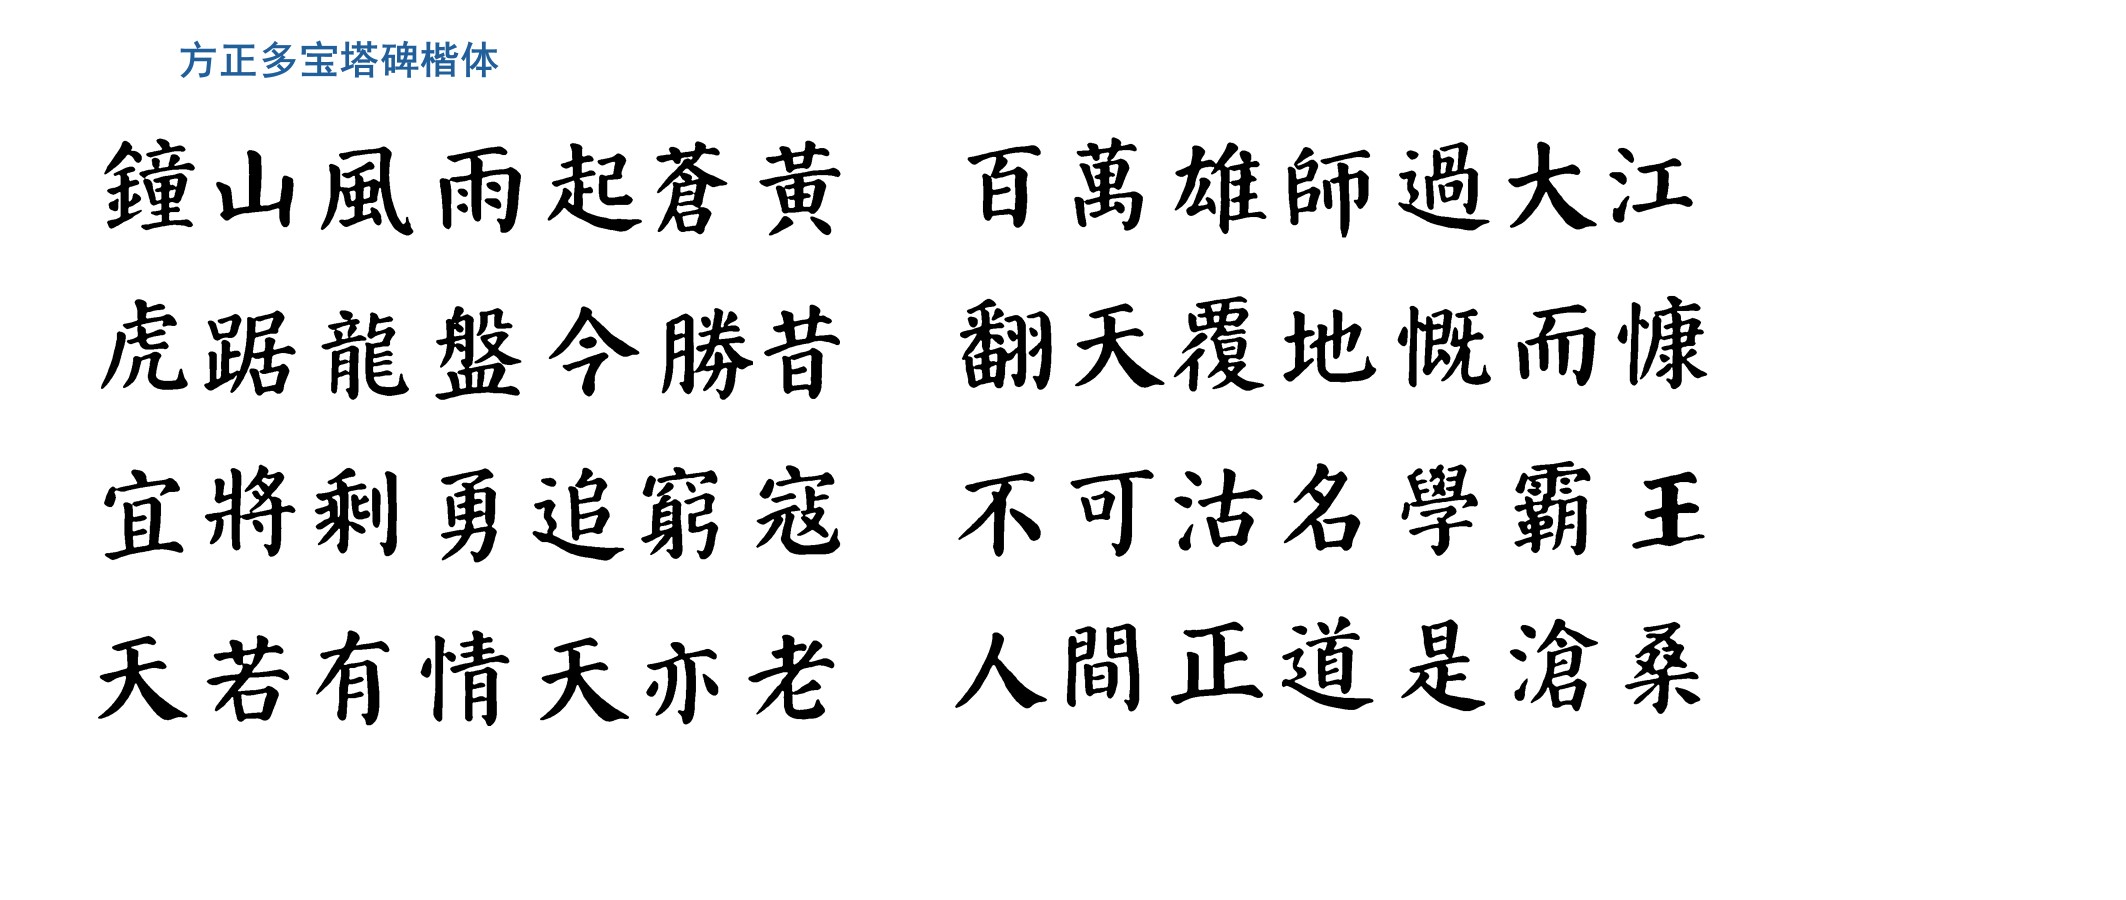 方正多宝塔碑楷体
鐘山風雨起蒼黃 百萬雄師過大江
虎踞龍盤今勝昔 翻天覆地慨而慷
宜將剩勇追窮寇 不可沽名學霸王
天若有情天亦老 人間正道是滄桑